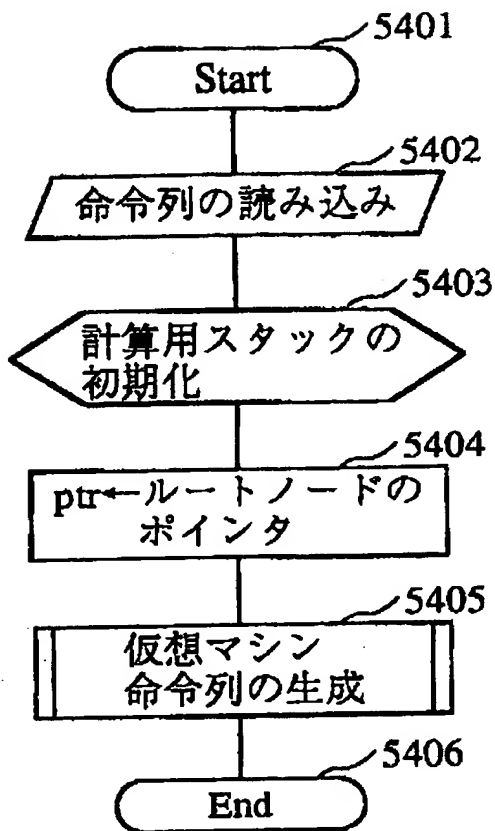 5401
Start
5402
命令列の読み込み
5403
計算用スタックの
初期化
5404
ptr←ルートノードの
ポインタ
5405
仮想マシン
命令列の生成
5406
End